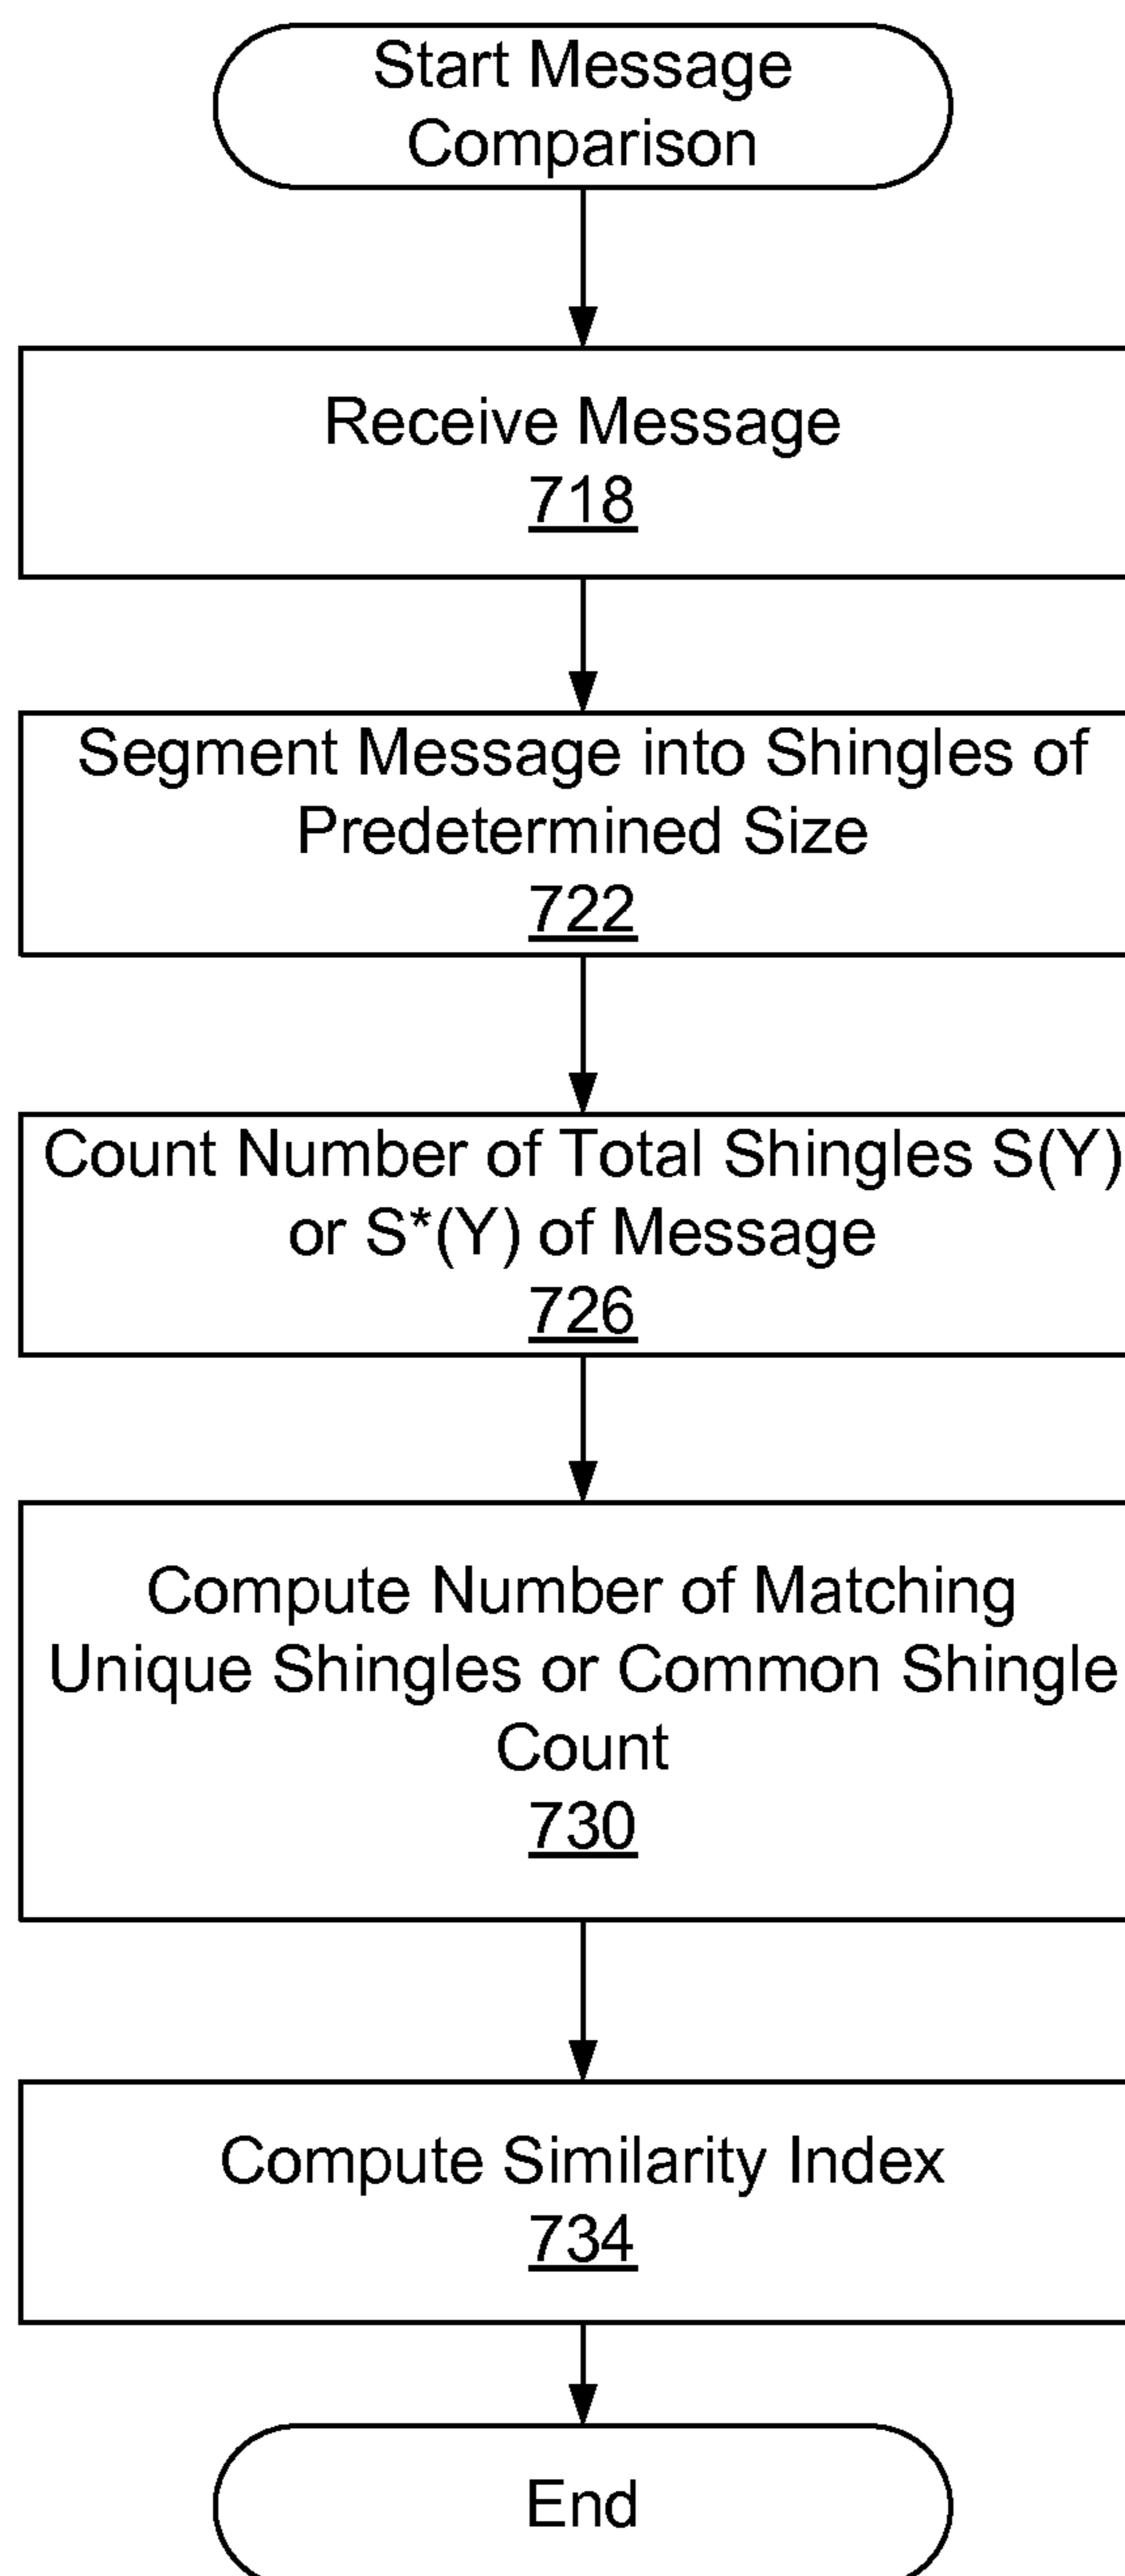 Start Message
Comparison
Receive Message
718
Segment Message into Shingles of
Predetermined Size
722
Count Number of Total Shingles S(Y)
or S*(Y) of Message
726
Compute Number of Matching
Unique Shingles or Common Shingle
Count
730
Compute Similarity Index
734
End